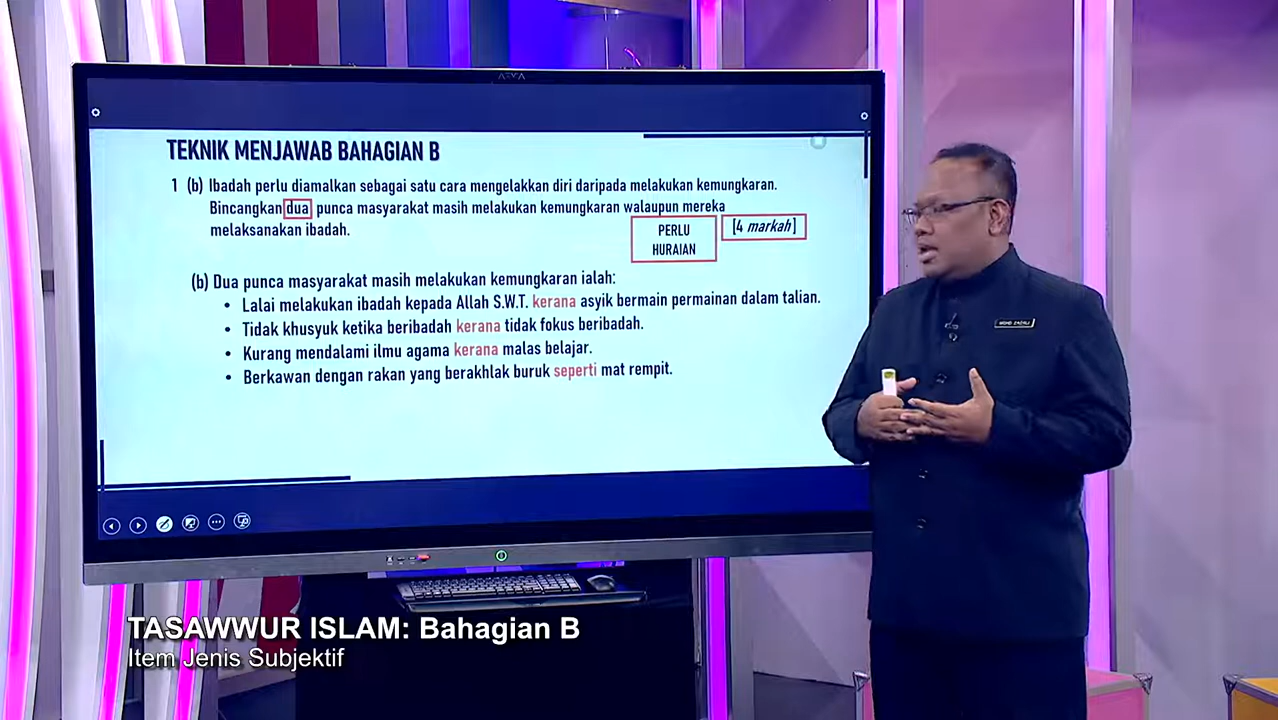 TEKNIK MENJAWAB BAHAGIAN B
1 (b) Ibadah perlu diamalkan sebagai satu cara mengelakkan diri daripada melakukan kemungkaran.
Bincangkan dua punca masyarakat masih melakukan kemungkaran walaupun mereka
melaksanakan ibadah.
PERLU
HURAIAN
[4 markah]
(b) Dua punca masyarakat masih melakukan kemungkaran ialah:
• Lalai melakukan ibadah kepada Allah S.W.T. kerana asyik bermain permainan dalam talian.
• Tidak khusyuk ketika beribadah kerana tidak fokus beribadah.
• Kurang mendalami ilmu agama kerana malas belajar.
• Berkawan dengan rakan yang berakhlak buruk seperti mat rempit.
TASAWWUR ISLAM: Bahagian B
Item Jenis Subjektif